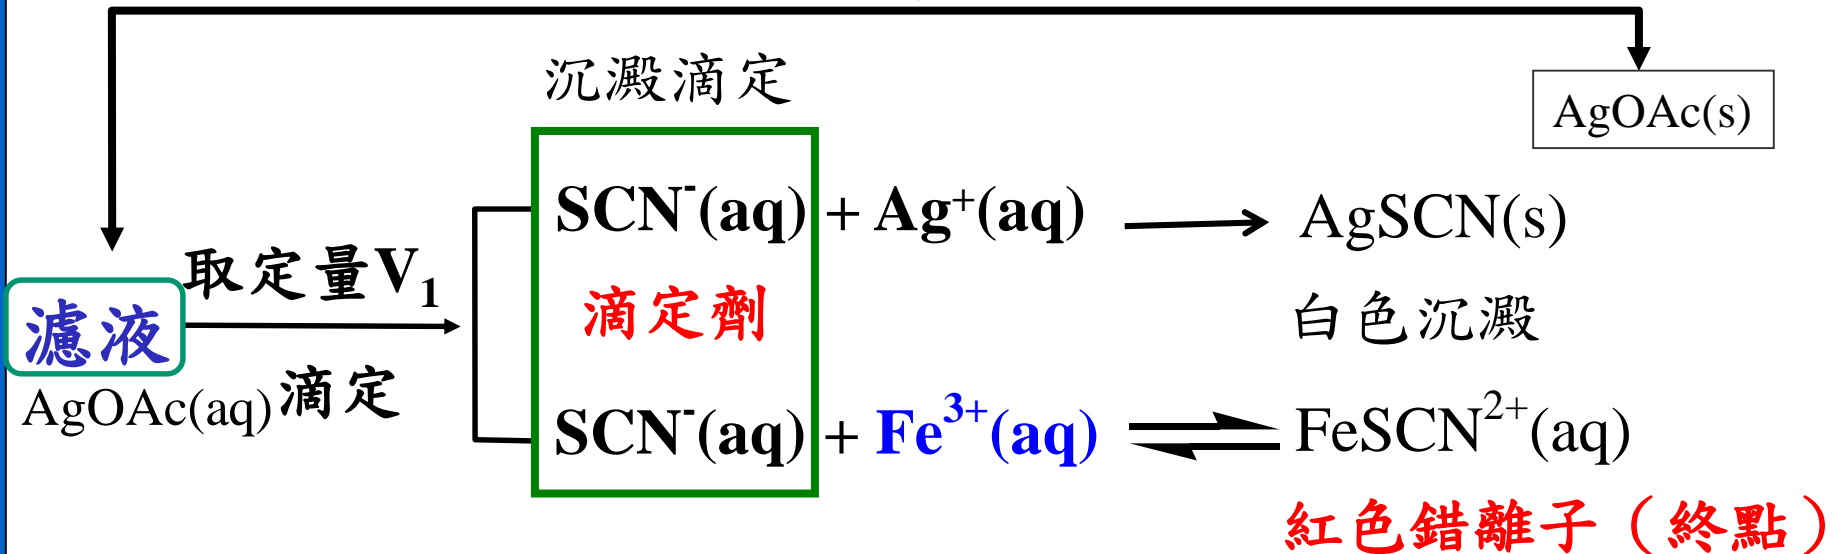 沉澱滴定
AgOAc(s)
SCN⁻(aq) + Ag⁺(aq) → AgSCN(s)
取定量V₁
滴定劑
白色沉澱
濾液
AgOAc(aq)
滴定
SCN⁻(aq) + Fe³⁺(aq) ⇌ FeSCN²⁺(aq)
紅色錯離子（終點）